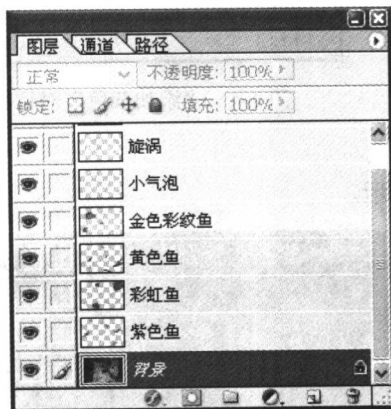 图层 通道 路径
正常 不透明度: 100%
锁定: 填充: 100%
旋涡
小气泡
金色彩纹鱼
黄色鱼
彩虹鱼
紫色鱼
背景